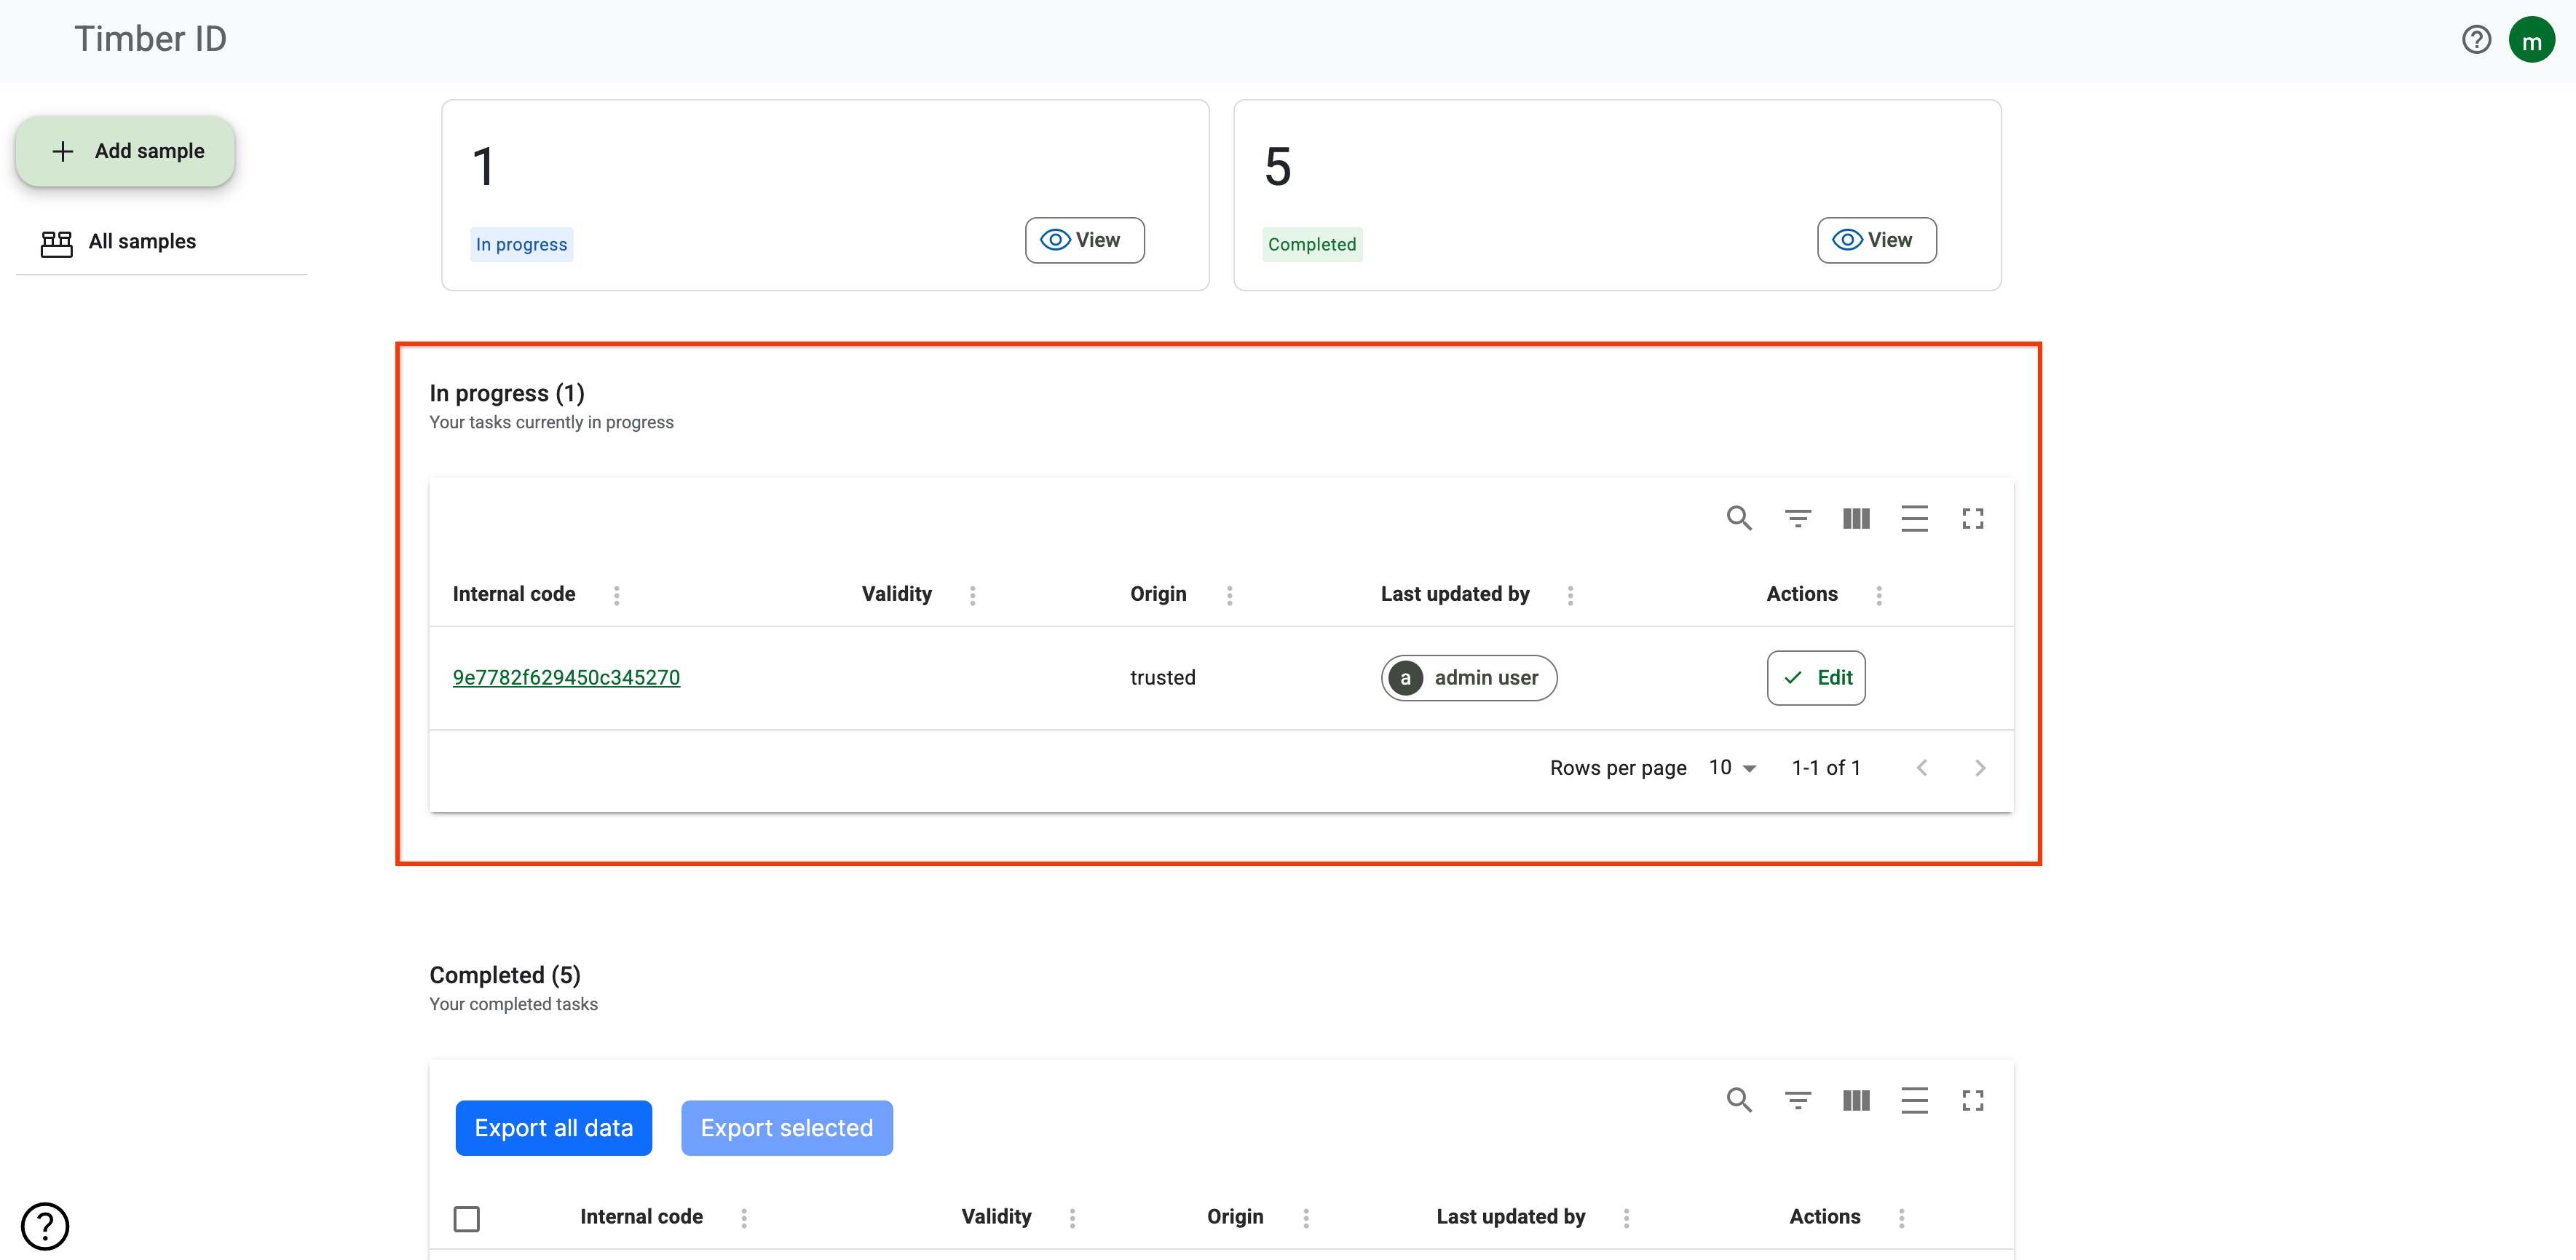 Timber ID
?
m
Add sample
All samples
1
In progress
View
5
Completed
View
In progress (1)
Your tasks currently in progress
Internal code
Validity
Origin
Last updated by
Actions
9e7782f629450c345270
trusted
a
admin user
Edit
Rows per page
10
1-1 of 1
Completed (5)
Your completed tasks
Export all data
Export selected
Internal code
Validity
Origin
Last updated by
Actions
?